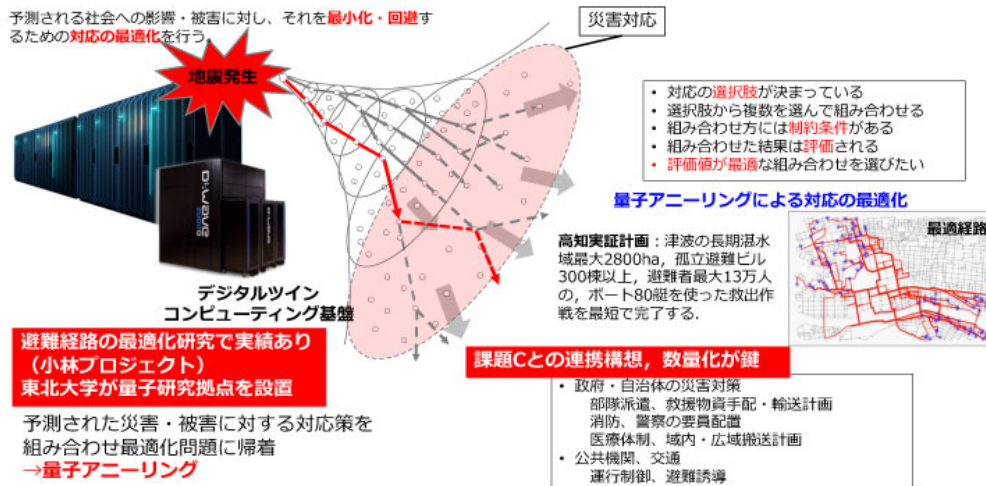 予測される社会への影響・被害に対し、それを最小化・回避す
るための対応の最適化を行う。
災害対応
地震発生
・ 対応の選択肢が決まっている
・ 選択肢から複数を選んで組み合わせる
・ 組み合わせ方には制約条件がある
・ 組み合わせた結果は評価される
・ 評価値が最適な組み合わせを選びたい
量子アニーリングによる対応の最適化
D:wave
高知実証計画：津波の長期湛水
域最大2800ha，孤立避難ビル
300棟以上，避難者最大13万人
の，ボート80艇を使った救出作
戦を最短で完了する．
最適経路
デジタルツイン
コンピューティング基盤
避難経路の最適化研究で実績あり
（小林プロジェクト）
東北大学が量子研究拠点を設置
課題Cとの連携構想，数量化が鍵
予測された災害・被害に対する対応策を
組み合わせ最適化問題に帰着
→量子アニーリング
・ 政府・自治体の災害対策
部隊派遣、救援物資手配・輸送計画
消防、警察の要員配置
医療体制、域内・広域搬送計画
・ 公共機関、交通
運行制御、避難誘導